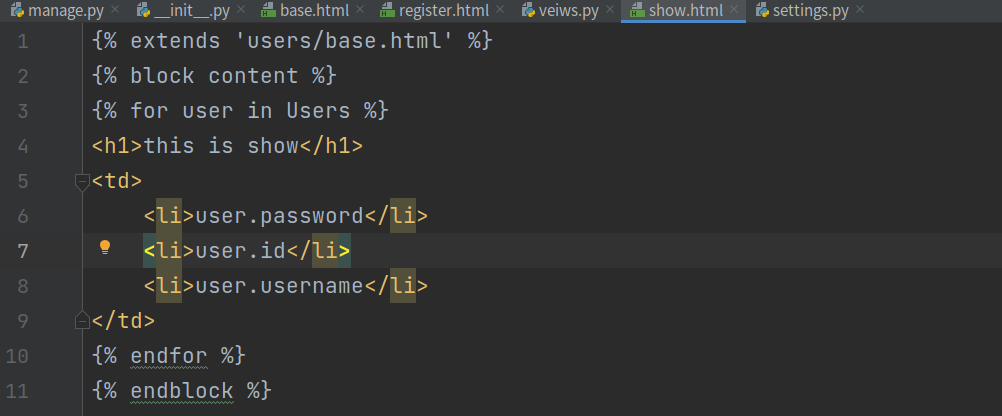 manage.py × __init__.py × base.html × register.html × veiws.py × show.html × settings.py ×
1 {% extends 'users/base.html' %}
2 {% block content %}
3 {% for user in Users %}
4 <h1>this is show</h1>
5 <td>
6     <li>user.password</li>
7     <li>user.id</li>
8     <li>user.username</li>
9 </td>
10 {% endfor %}
11 {% endblock %}